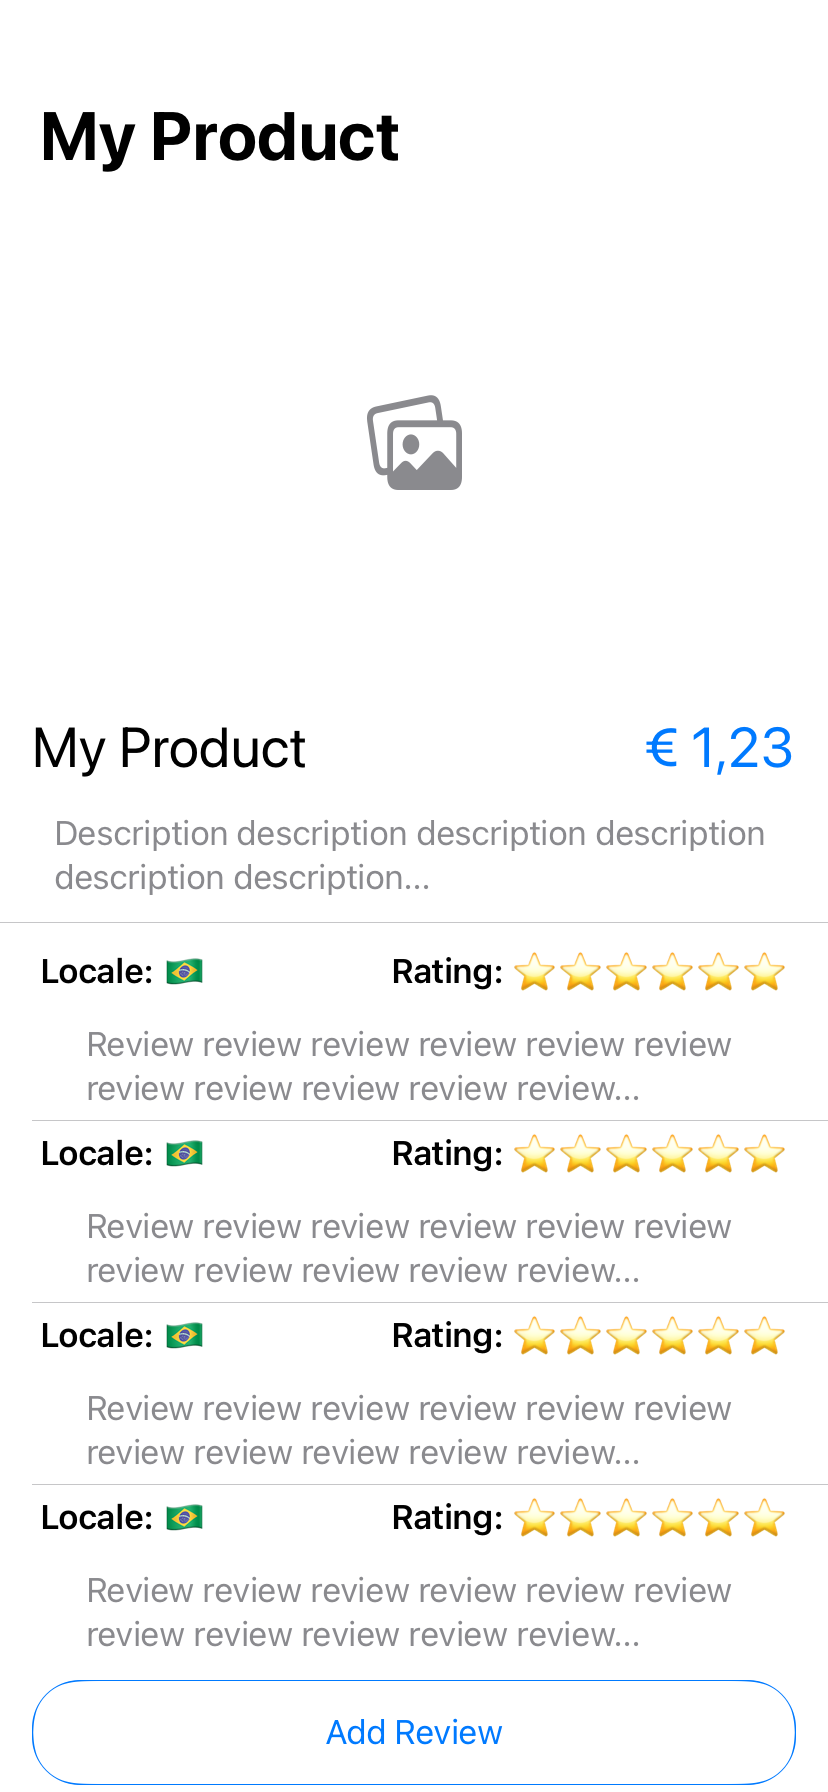 My Product
My Product € 1,23
Description description description description
description description...
Locale: 🇧🇷 Rating: ⭐⭐⭐⭐⭐⭐
Review review review review review review
review review review review review...
Locale: 🇧🇷 Rating: ⭐⭐⭐⭐⭐⭐
Review review review review review review
review review review review review...
Locale: 🇧🇷 Rating: ⭐⭐⭐⭐⭐⭐
Review review review review review review
review review review review review...
Locale: 🇧🇷 Rating: ⭐⭐⭐⭐⭐⭐
Review review review review review review
review review review review review...
Add Review